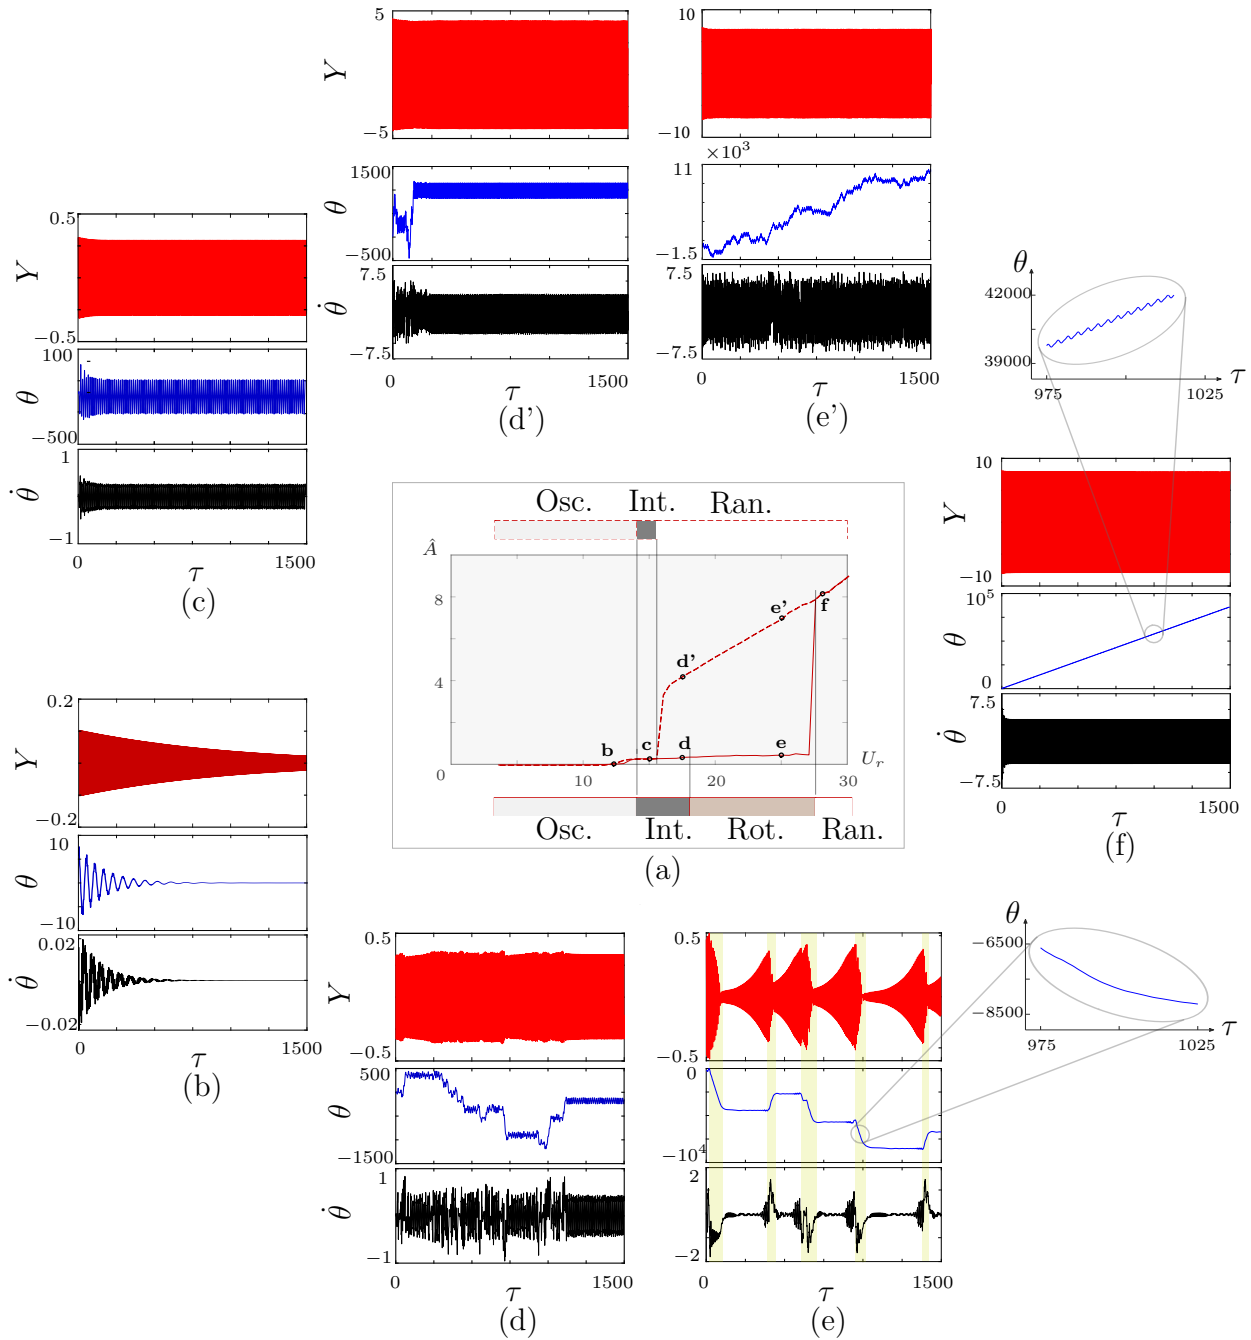 5
Y
−5
1500
θ
−500
7.5
θ̇
−7.5
0
1500
τ
(d')
10
−10
×10³
11
−1.5
7.5
−7.5
0
1500
τ
(e')
0.5
Y
−0.5
100
θ
−500
1
θ̇
−1
0
1500
τ
(c)
θ
42000
39000
975
1025
τ
Osc.
Int.
Ran.
Â
8
4
0
10
20
30
U_r
b
c
d
e
d'
e'
f
Osc.
Int.
Rot.
Ran.
(a)
10
Y
−10
10⁵
θ
0
7.5
θ̇
−7.5
0
1500
τ
(f)
0.2
Y
−0.2
10
θ
−10
0.02
θ̇
−0.02
0
1500
τ
(b)
0.5
Y
−0.5
500
θ
−1500
1
θ̇
−1
0
1500
τ
(d)
0.5
−0.5
0
−10⁴
2
−2
0
1500
τ
(e)
θ
−6500
−8500
975
1025
τ